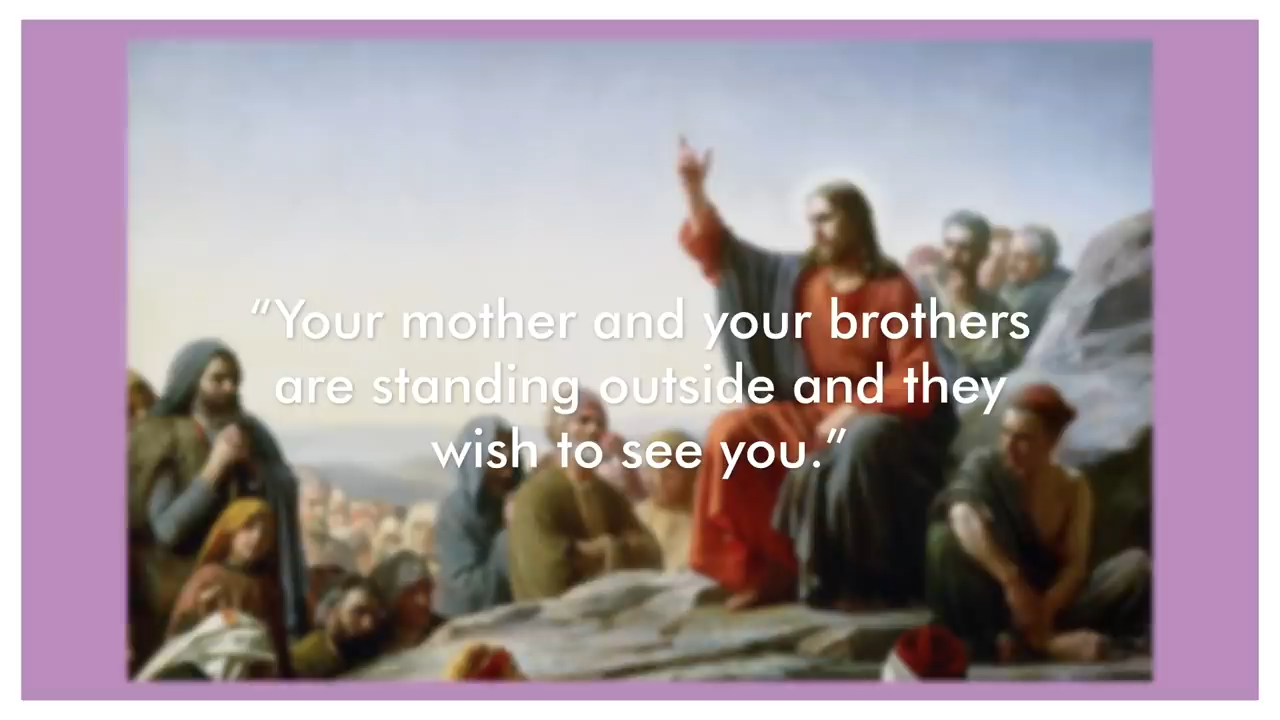 “Your mother and your brothers
are standing outside and they
wish to see you.”